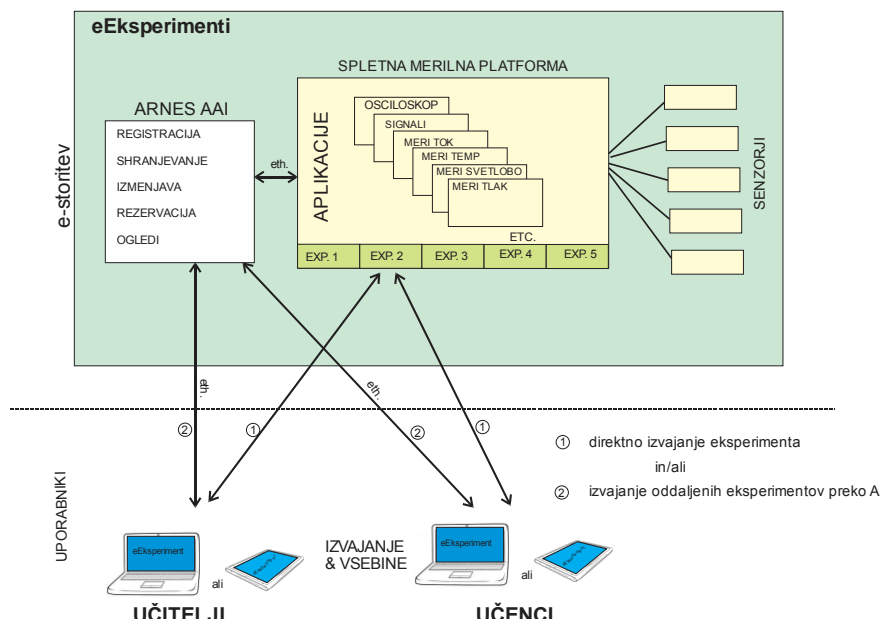 eEksperimenti
SPLETNA MERILNA PLATFORMA
ARNES AAI
REGISTRACIJA
SHRANJEVANJE
IZMENJAVA
REZERVACIJA
OGLEDI
eth.
APLIKACIJE
OSCILOSKOP
SIGNALI
MERI TOK
MERI TEMP
MERI SVETLOBO
MERI TLAK
ETC.
EXP. 1
EXP. 2
EXP. 3
EXP. 4
EXP. 5
SENZORJI
e-storitev
eth.
eth.
2
1
2
1
1 direktno izvajanje eksperimenta
in/ali
2 izvajanje oddaljenih eksperimentov preko A
UPORABNIKI
eEksperiment
ali
IZVAJANJE
& VSEBINE
eEksperiment
ali
UČITELJI
UČENCI